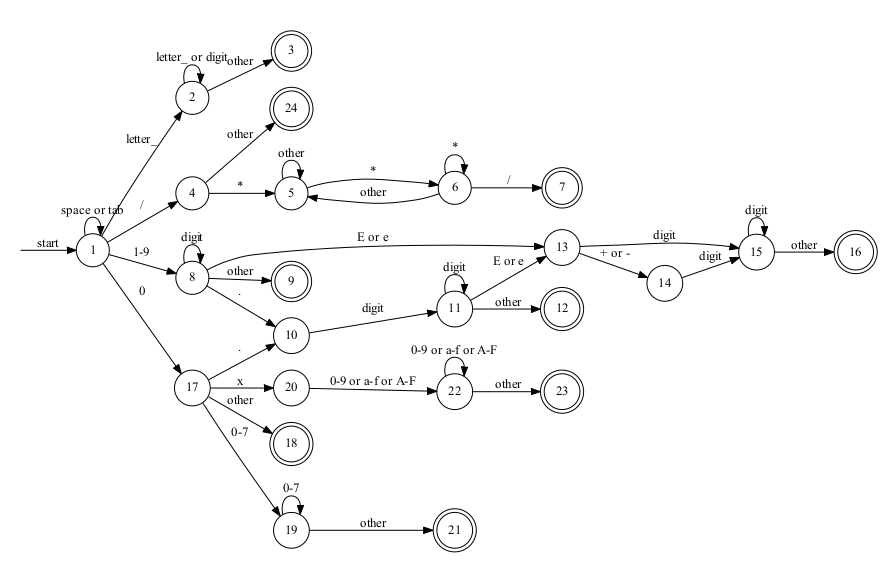 start
1
space or tab
letter_
2
letter_ or digit
other
3
/
4
other
24
*
5
other
*
other
6
*
/
7
1-9
8
digit
E or e
13
digit
15
digit
other
16
+ or -
14
digit
other
9
.
10
digit
11
digit
E or e
other
12
0
17
.
x
20
0-9 or a-f or A-F
22
0-9 or a-f or A-F
other
23
other
18
0-7
19
0-7
other
21